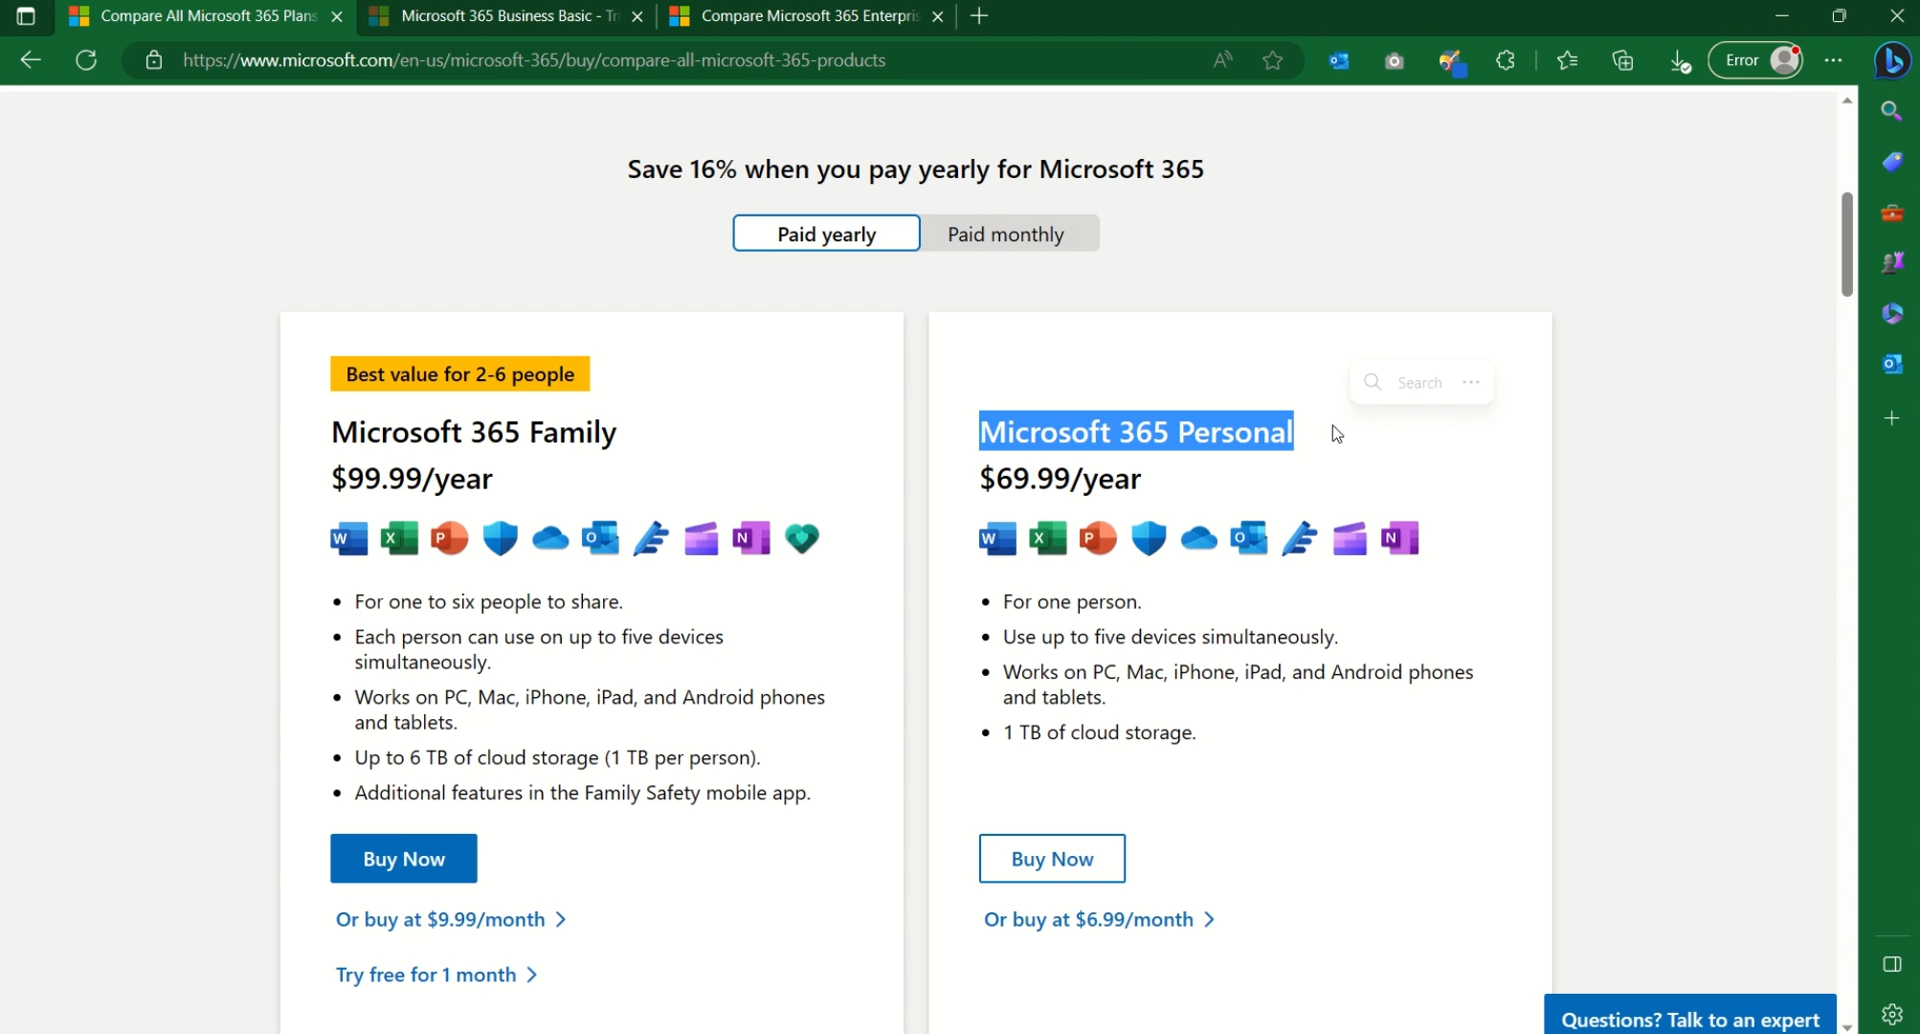 Compare All Microsoft 365 Plans
Microsoft 365 Business Basic - Tri
Compare Microsoft 365 Enterpris
https://www.microsoft.com/en-us/microsoft-365/buy/compare-all-microsoft-365-products
Error
Save 16% when you pay yearly for Microsoft 365
Paid yearly
Paid monthly
Best value for 2-6 people
Microsoft 365 Family
$99.99/year
• For one to six people to share.
• Each person can use on up to five devices
simultaneously.
• Works on PC, Mac, iPhone, iPad, and Android phones
and tablets.
• Up to 6 TB of cloud storage (1 TB per person).
• Additional features in the Family Safety mobile app.
Buy Now
Or buy at $9.99/month >
Try free for 1 month >
Search ...
Microsoft 365 Personal
$69.99/year
• For one person.
• Use up to five devices simultaneously.
• Works on PC, Mac, iPhone, iPad, and Android phones
and tablets.
• 1 TB of cloud storage.
Buy Now
Or buy at $6.99/month >
Questions? Talk to an expert